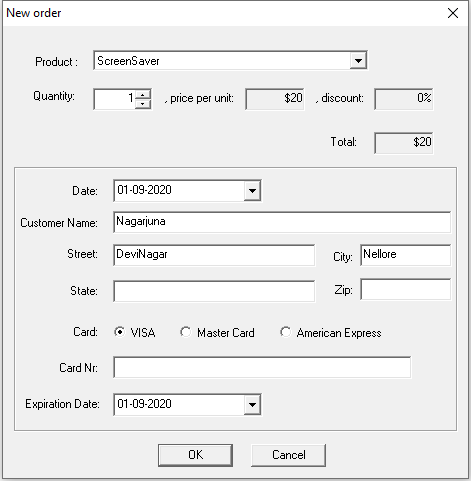 New order
Product : ScreenSaver
Quantity: 1 , price per unit: $20 , discount: 0%
Total: $20
Date: 01-09-2020
Customer Name: Nagarjuna
Street: DeviNagar City: Nellore
State: Zip:
Card: VISA Master Card American Express
Card Nr:
Expiration Date: 01-09-2020
OK Cancel